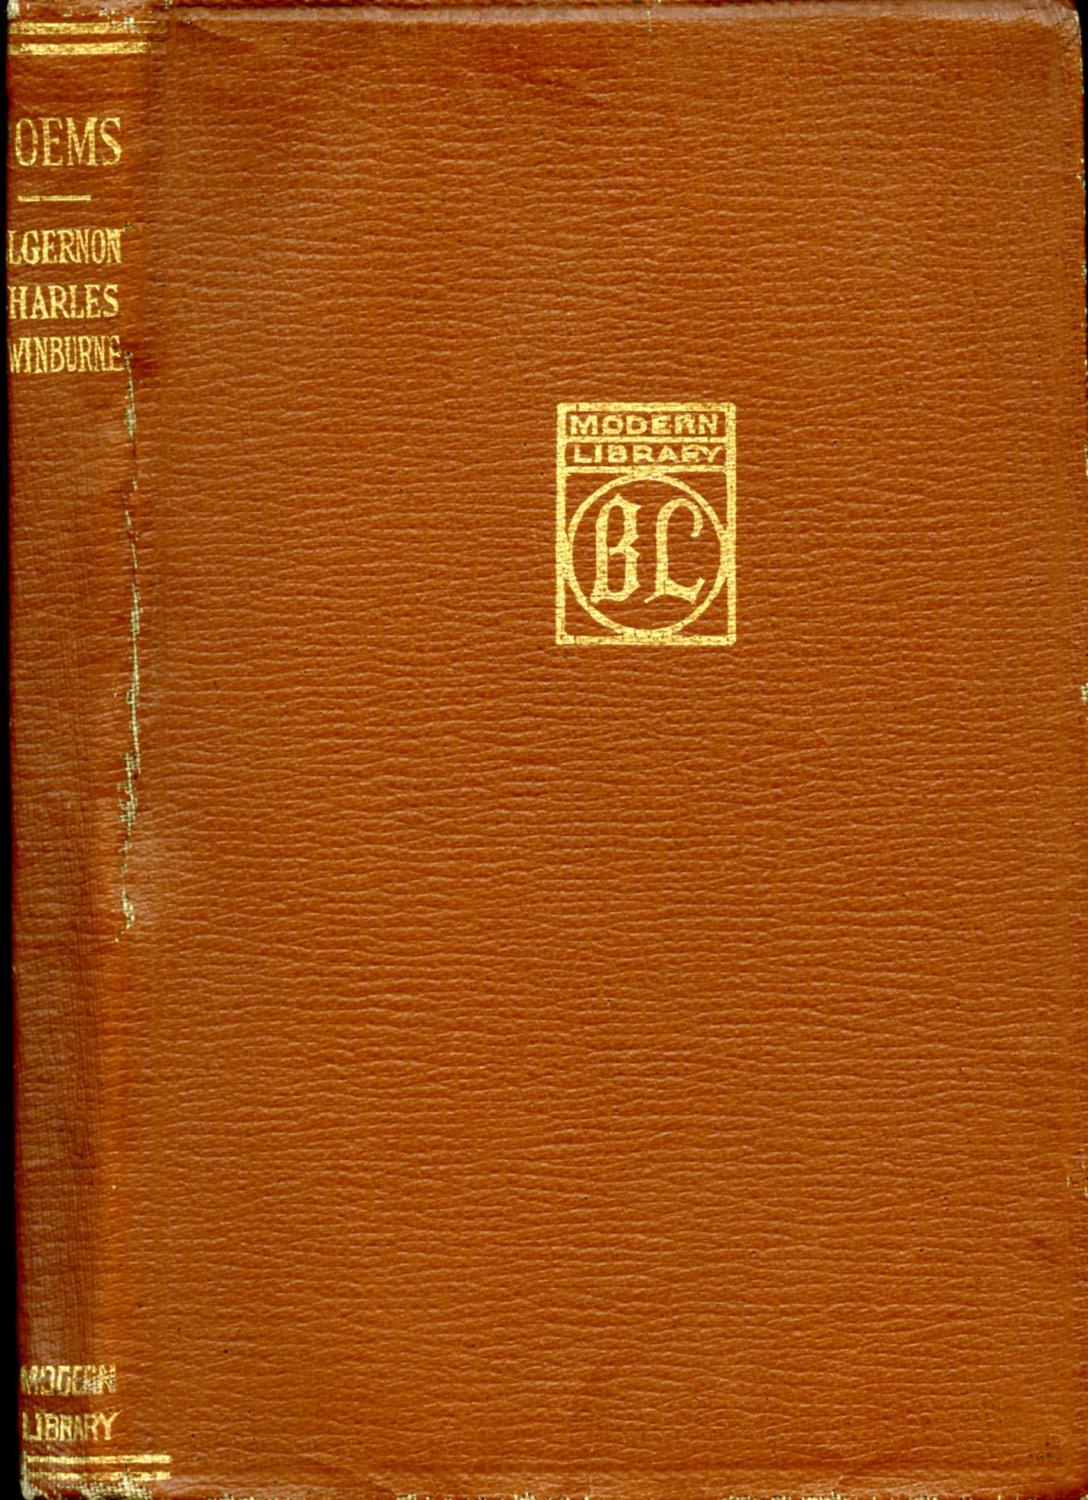 OEMS
LGERNON
HARLES
WINBURNE
MODERN
LIBRARY
BL
MODERN
LIBRARY